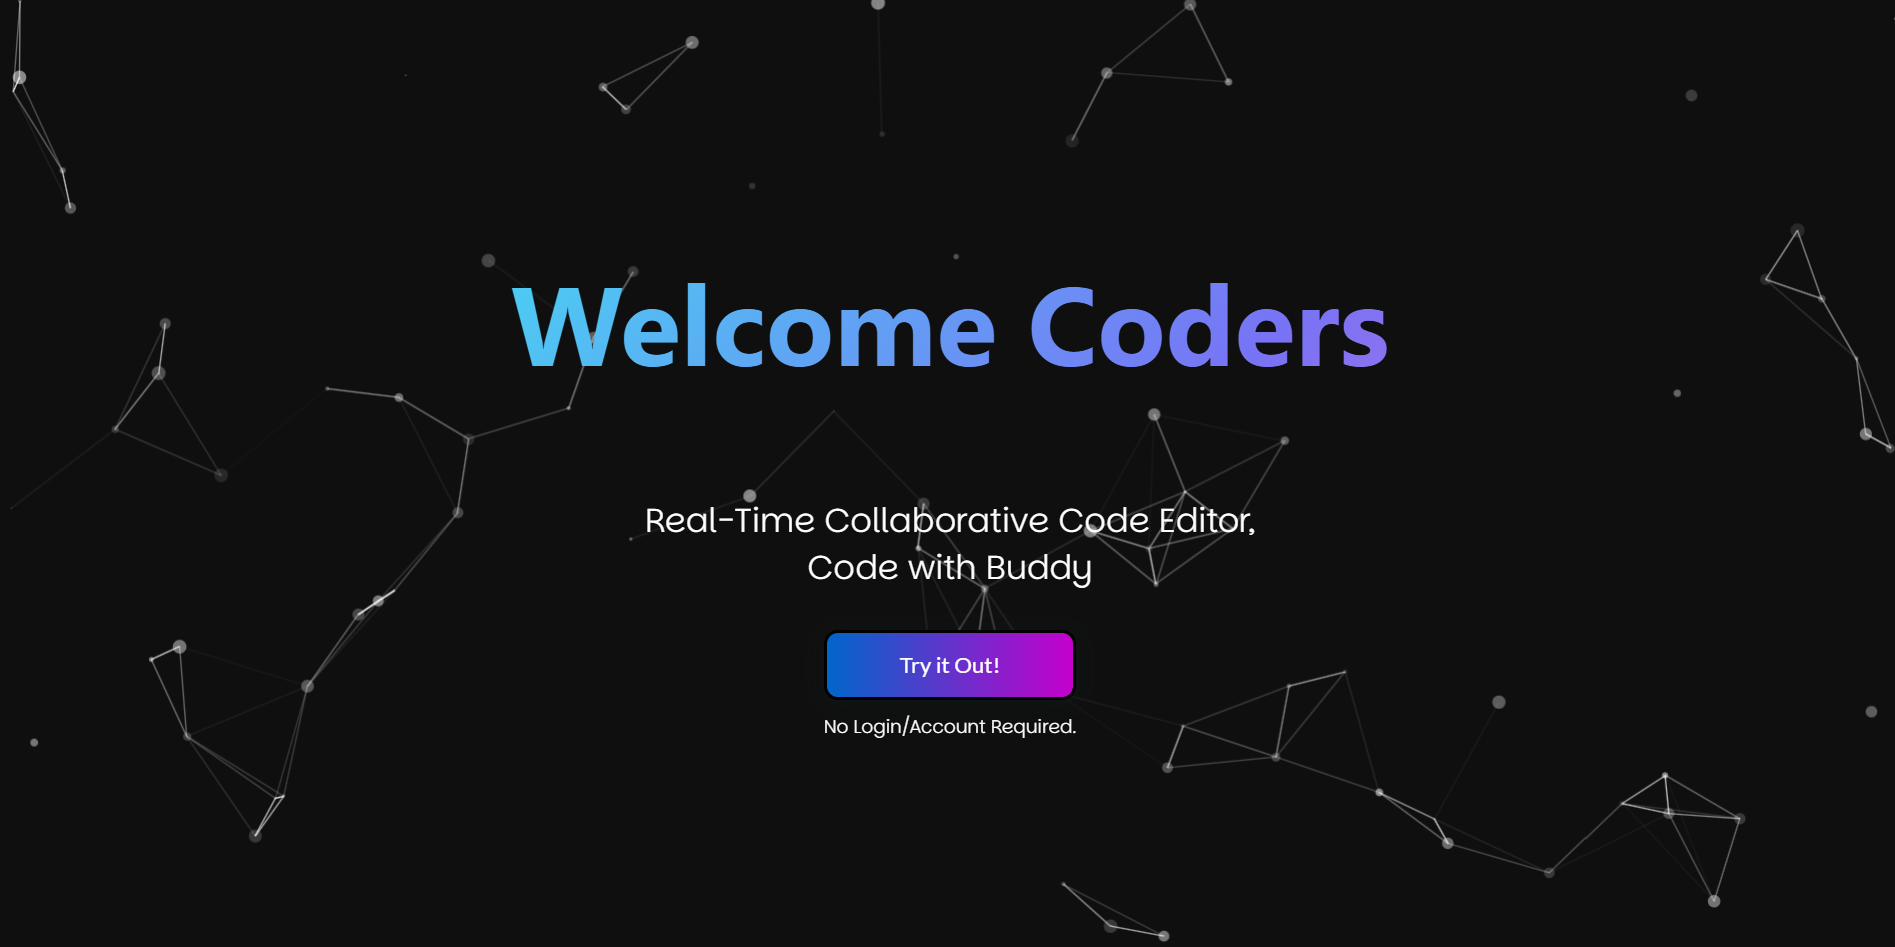 Welcome Coders
Real-Time Collaborative Code Editor,
Code with Buddy
Try it Out!
No Login/Account Required.